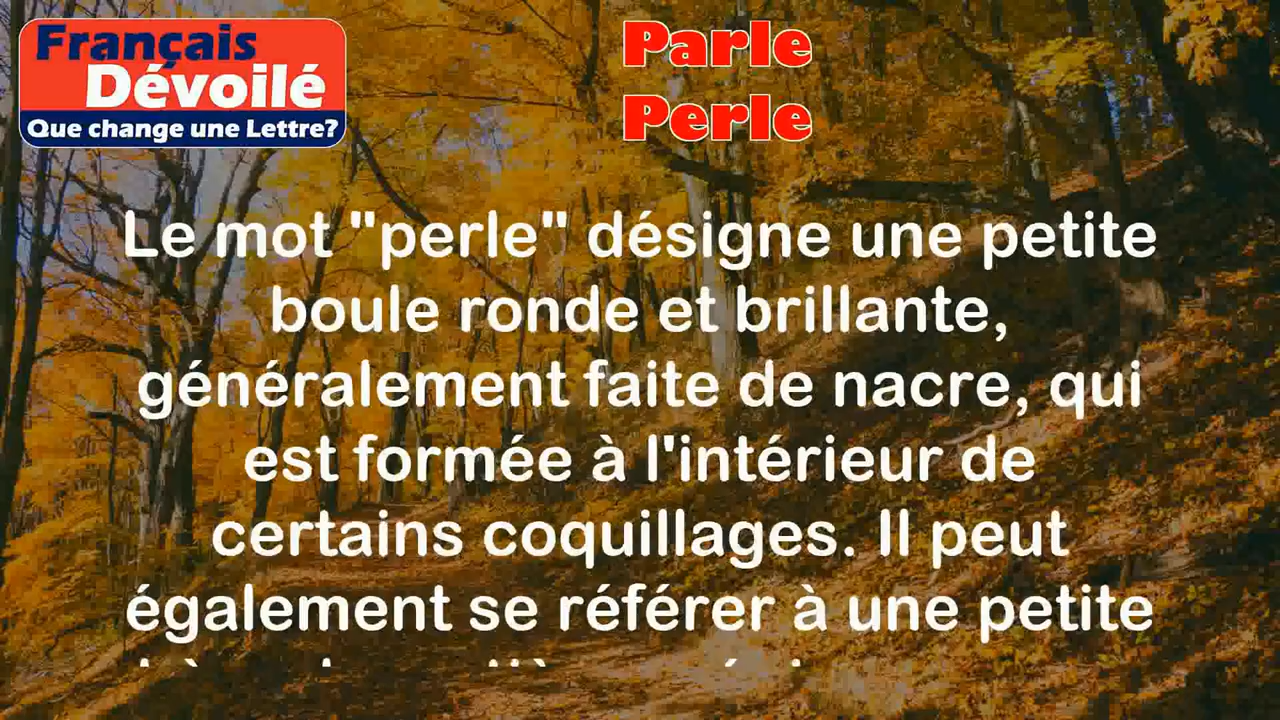 Français
Dévoilé
Que change une Lettre?
Parle
Perle
Le mot "perle" désigne une petite
boule ronde et brillante,
généralement faite de nacre, qui
est formée à l'intérieur de
certains coquillages. Il peut
également se référer à une petite